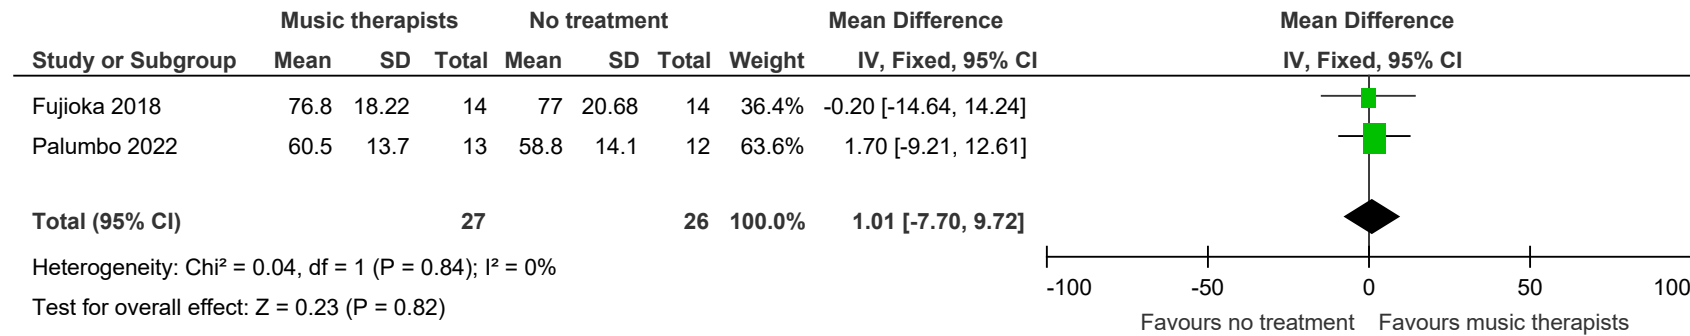 Music therapists No treatment Mean Difference Mean Difference
Study or Subgroup Mean SD Total Mean SD Total Weight IV, Fixed, 95% CI IV, Fixed, 95% CI
Fujioka 2018 76.8 18.22 14 77 20.68 14 36.4% -0.20 [-14.64, 14.24]
Palumbo 2022 60.5 13.7 13 58.8 14.1 12 63.6% 1.70 [-9.21, 12.61]
Total (95% CI) 27 26 100.0% 1.01 [-7.70, 9.72]
Heterogeneity: Chi² = 0.04, df = 1 (P = 0.84); I² = 0%
Test for overall effect: Z = 0.23 (P = 0.82)
-100 -50 0 50 100
Favours no treatment Favours music therapists